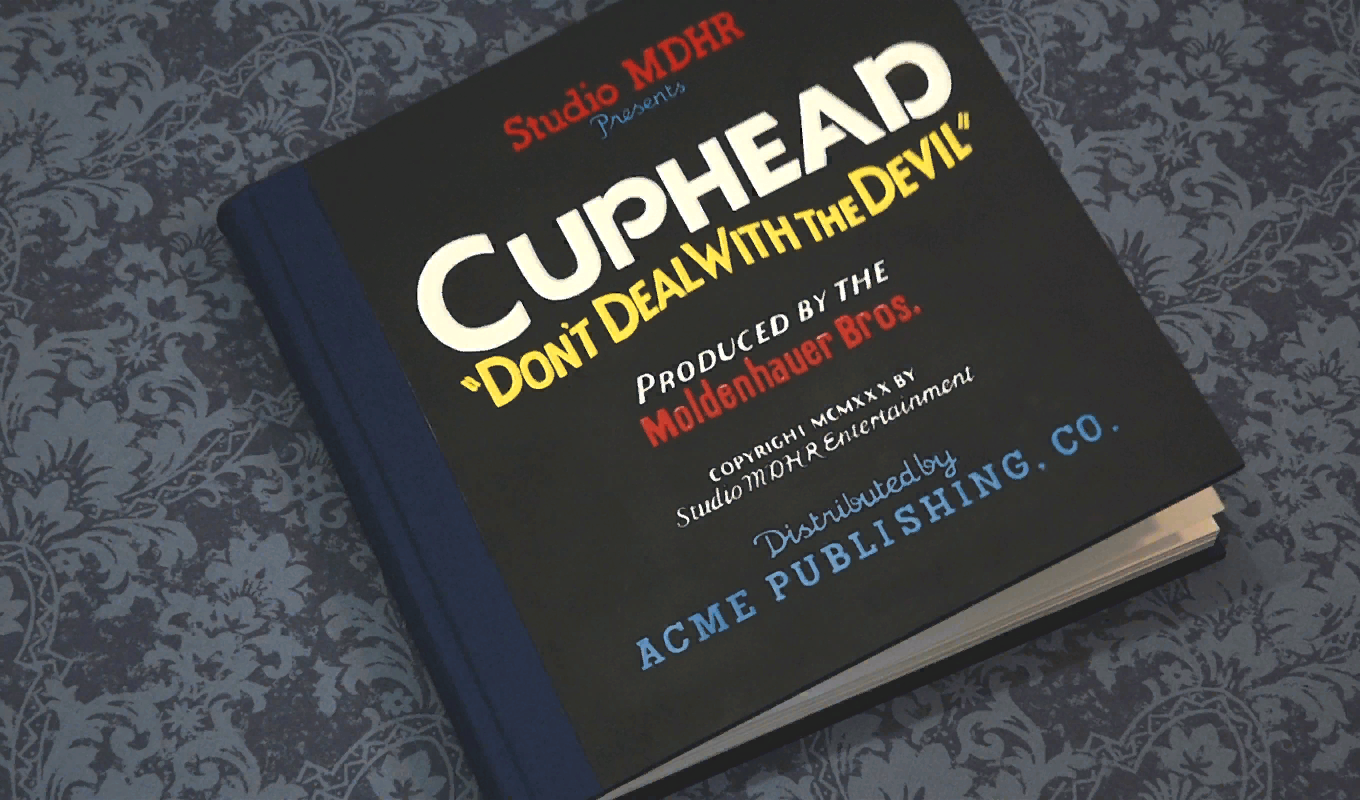 Studio MDHR
Presents
CUPHEAD
"DON'T DEAL WITH THE DEVIL"
PRODUCED BY THE
Moldenhauer Bros.
COPYRIGHT MCMXXX BY
Studio MDHR Entertainment
Distributed by
ACME PUBLISHING. CO.